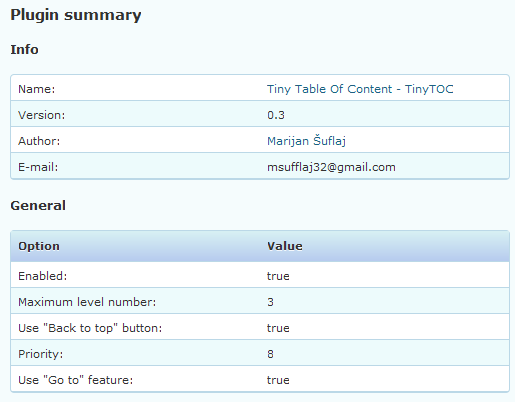 Plugin summary
Info
Name: Tiny Table Of Content - TinyTOC
Version: 0.3
Author: Marijan Šuflaj
E-mail: msufflaj32@gmail.com
General
Option Value
Enabled: true
Maximum level number: 3
Use "Back to top" button: true
Priority: 8
Use "Go to" feature: true